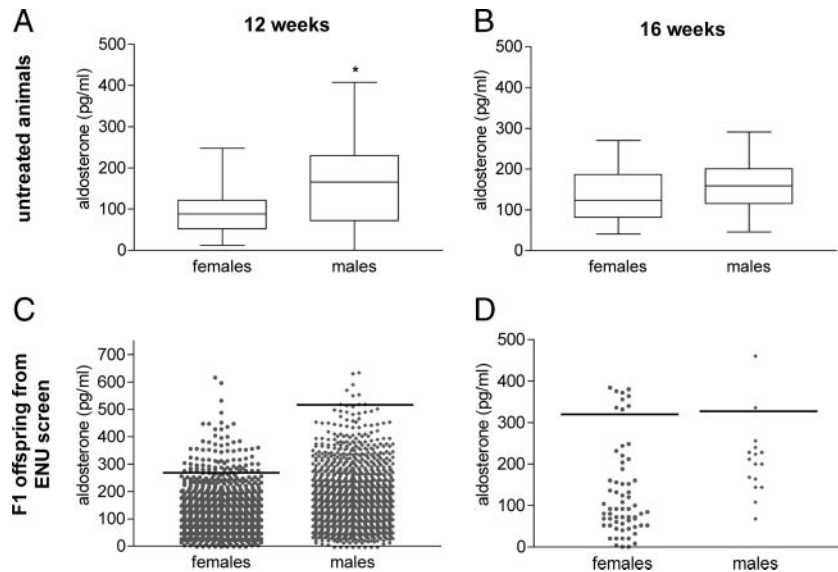 A
12 weeks
untreated animals
aldosterone (pg/ml)
500
400
300
200
100
0
*
females
males
B
16 weeks
aldosterone (pg/ml)
500
400
300
200
100
0
females
males
C
F1 offspring from
ENU screen
aldosterone (pg/ml)
700
600
500
400
300
200
100
0
females
males
D
aldosterone (pg/ml)
500
400
300
200
100
0
females
males